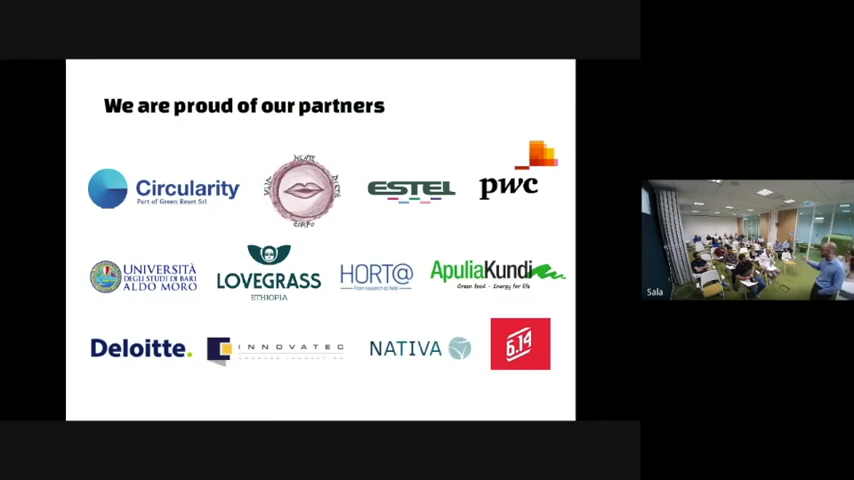 We are proud of our partners
Circularity
Part of Green Reset Srl
MENTE
CORPO
ESTEL
pwc
UNIVERSITÀ
DEGLI STUDI DI BARI
ALDO MORO
LOVEGRASS
ETHIOPIA
HORT@
From research to field
ApuliaKundi
Green food - Energy for life
Deloitte.
INNOVATEC
NATIVA
6.14
Sala